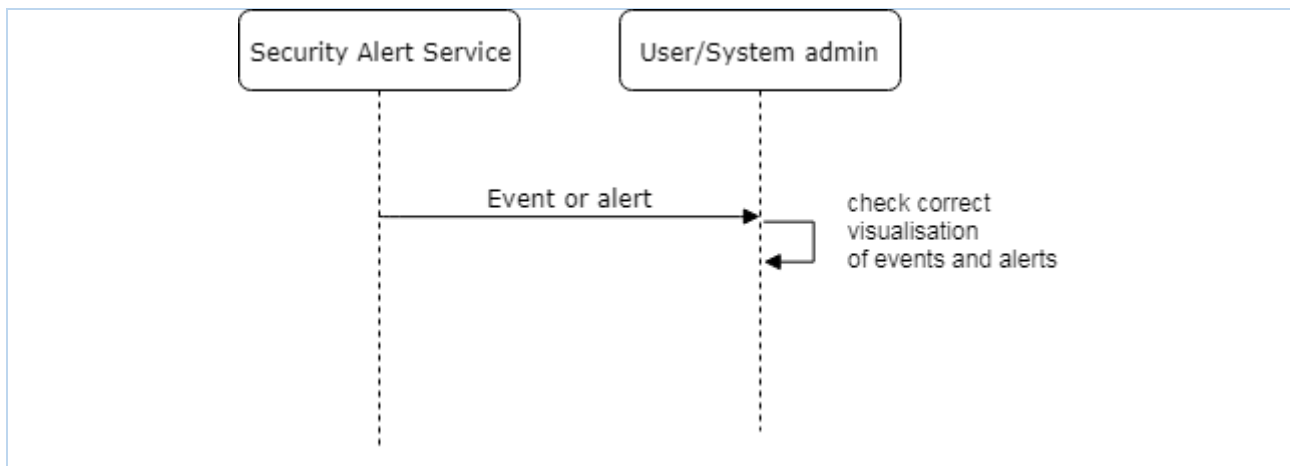 Security Alert Service
User/System admin
Event or alert
check correct
visualisation
of events and alerts